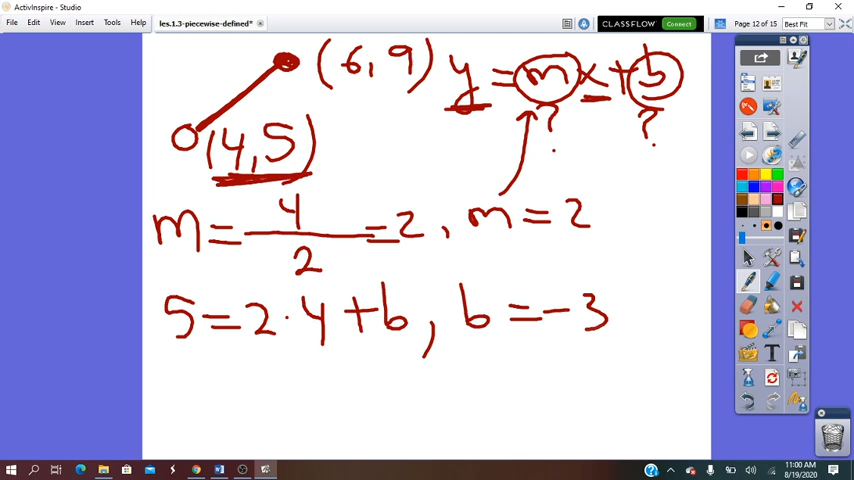 ActivInspire - Studio
File Edit View Insert Tools Help
les.1.3-piecewise-defined*
CLASSFLOW Connect
Page 12 of 15
Best Fit
(6,9) y = m x + b
? ?
(4,5)
m = 4/2 = 2, m = 2
5 = 2·4 + b, b = -3
11:00 AM
8/19/2020